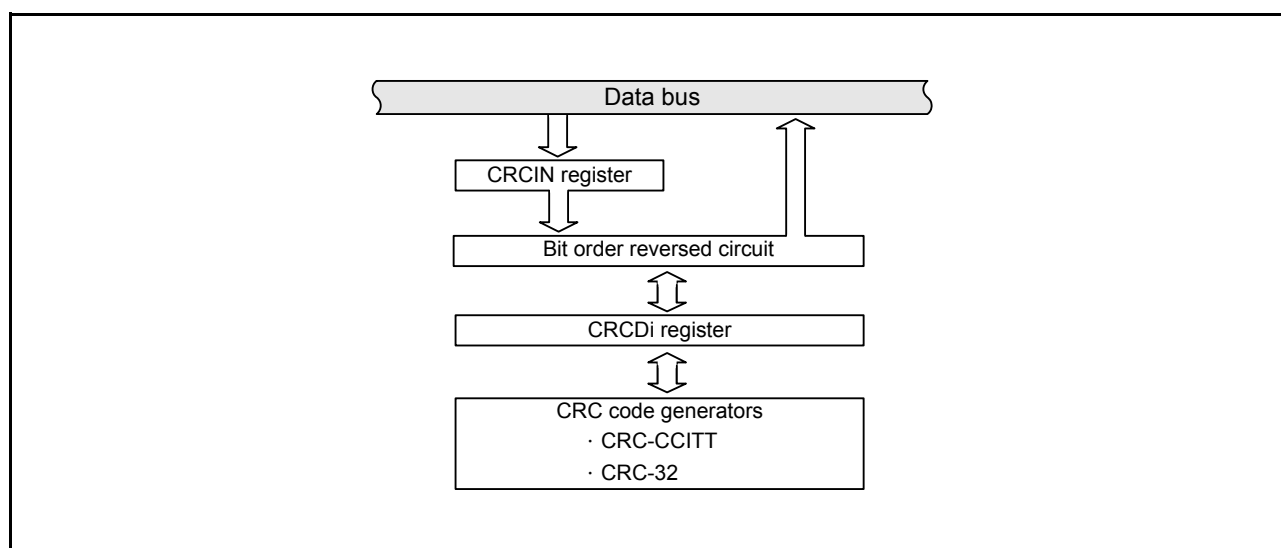 Data bus
CRCIN register
Bit order reversed circuit
CRCDi register
CRC code generators
· CRC-CCITT
· CRC-32